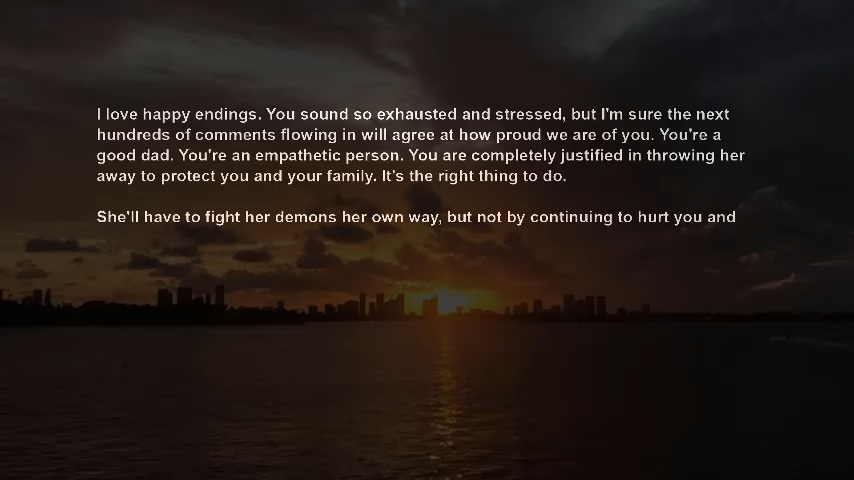 I love happy endings. You sound so exhausted and stressed, but I'm sure the next
hundreds of comments flowing in will agree at how proud we are of you. You're a
good dad. You're an empathetic person. You are completely justified in throwing her
away to protect you and your family. It's the right thing to do.
She'll have to fight her demons her own way, but not by continuing to hurt you and